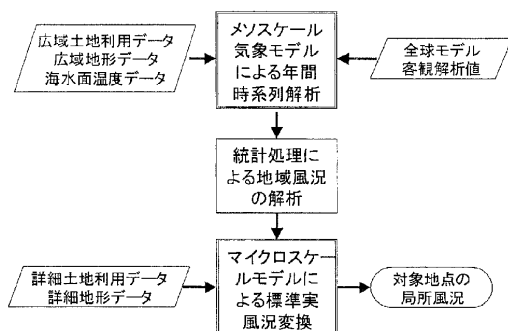 広域土地利用データ
広域地形データ
海水面温度データ
メソスケール
気象モデル
による年間
時系列解析
全球モデル
客観解析値
統計処理に
よる地域風況
の解析
詳細土地利用データ
詳細地形データ
マイクロスケ
ールモデルに
よる標準実
風況変換
対象地点の
局所風況